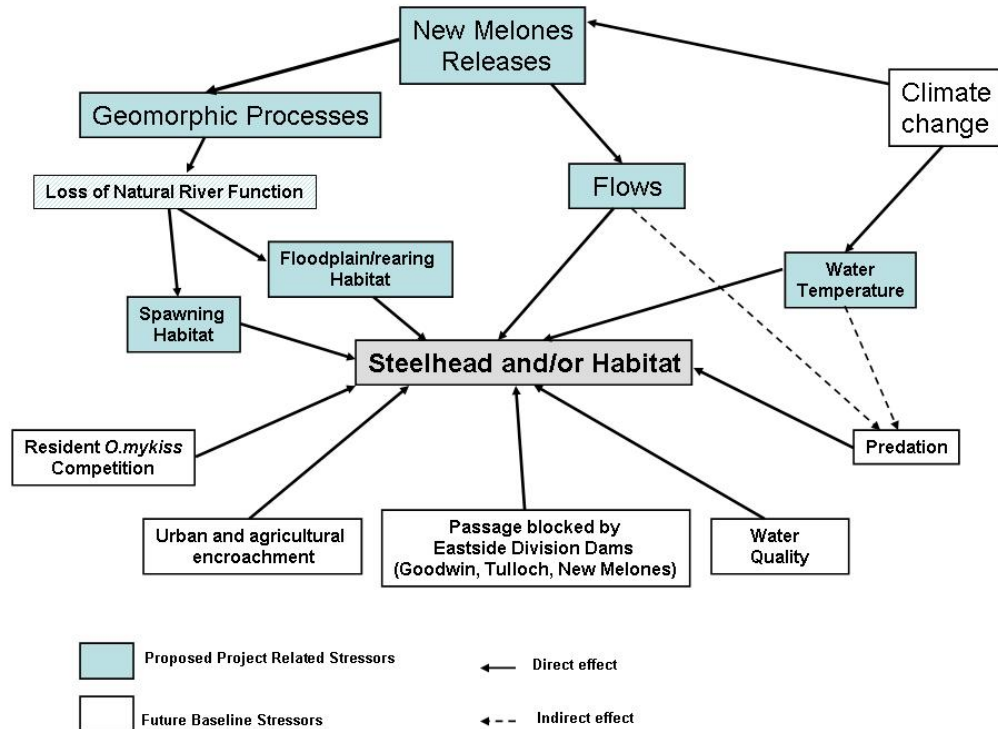 New Melones
Releases
Climate
change
Geomorphic Processes
Loss of Natural River Function
Flows
Floodplain/rearing
Habitat
Water
Temperature
Spawning
Habitat
Steelhead and/or Habitat
Resident O.mykiss
Competition
Predation
Urban and agricultural
encroachment
Passage blocked by
Eastside Division Dams
(Goodwin, Tulloch, New Melones)
Water
Quality
Proposed Project Related Stressors
Direct effect
Future Baseline Stressors
Indirect effect